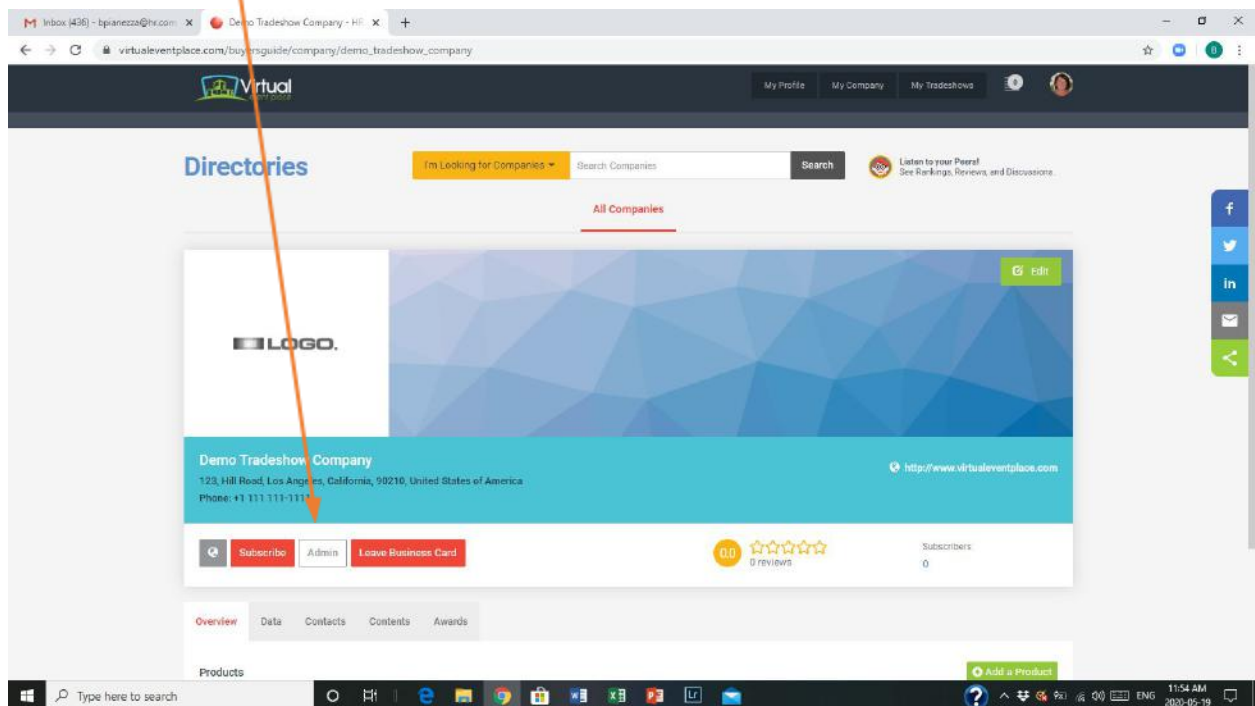 Inbox (436) - bpianezza@hr.com
Demo Tradeshow Company - HR
virtualeventplace.com/buyersguide/company/demo_tradeshow_company
Virtual
event place
My Profile My Company My Tradeshows 0
Directories
I'm Looking for Companies Search Companies Search
Listen to your Peers!
See Rankings, Reviews, and Discussions...
All Companies
Edit
LOGO.
Demo Tradeshow Company
123, Hill Road, Los Angeles, California, 90210, United States of America
Phone: +1 111 111-1111
http://www.virtualeventplace.com
Subscribe Admin Leave Business Card
0.0
0 reviews
Subscribers
0
Overview Data Contacts Contents Awards
Products
Add a Product
Type here to search
ENG
11:54 AM
2020-05-19